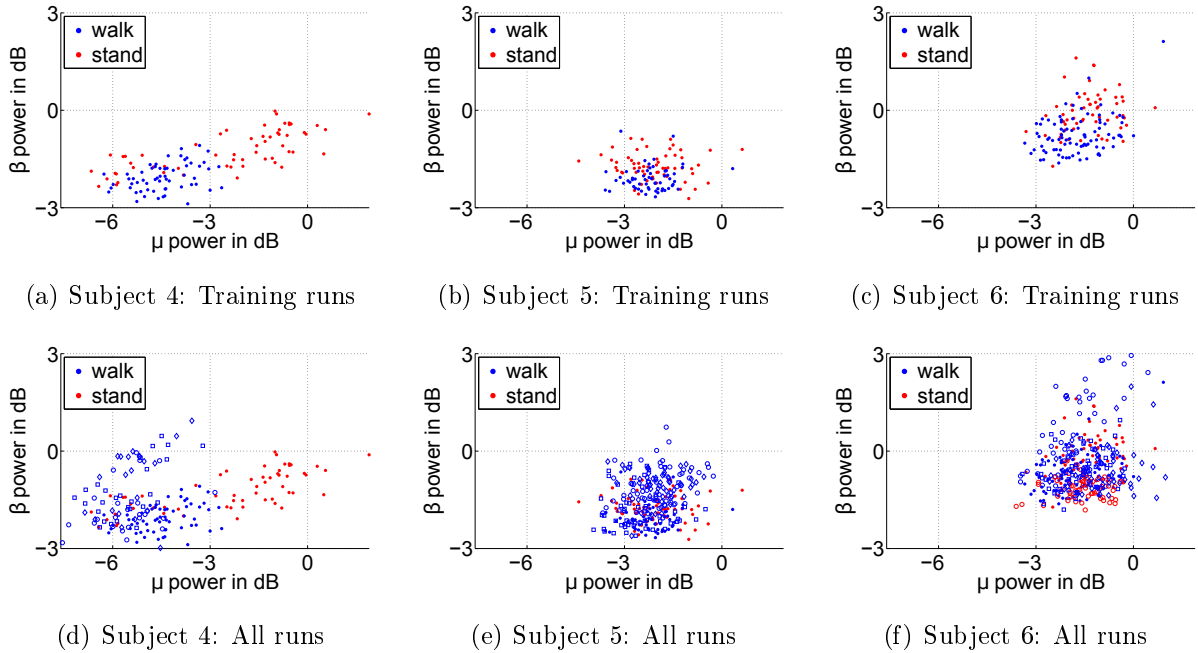 3
0
−3
−6
−3
0
β power in dB
μ power in dB
walk
stand
(a) Subject 4: Training runs
3
0
−3
−6
−3
0
β power in dB
μ power in dB
walk
stand
(b) Subject 5: Training runs
3
0
−3
−6
−3
0
β power in dB
μ power in dB
walk
stand
(c) Subject 6: Training runs
3
0
−3
−6
−3
0
β power in dB
μ power in dB
walk
stand
(d) Subject 4: All runs
3
0
−3
−6
−3
0
β power in dB
μ power in dB
walk
stand
(e) Subject 5: All runs
3
0
−3
−6
−3
0
β power in dB
μ power in dB
walk
stand
(f) Subject 6: All runs